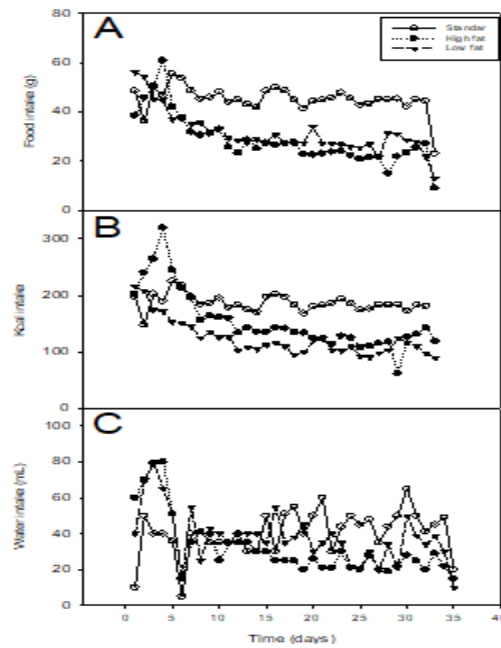 A
Standar
High fat
Low fat
80
60
40
20
0
Food intake (g)
B
300
200
100
0
Kcal intake
C
100
80
60
40
20
0
Water intake (mL)
0 5 10 15 20 25 30 35 40
Time (days)